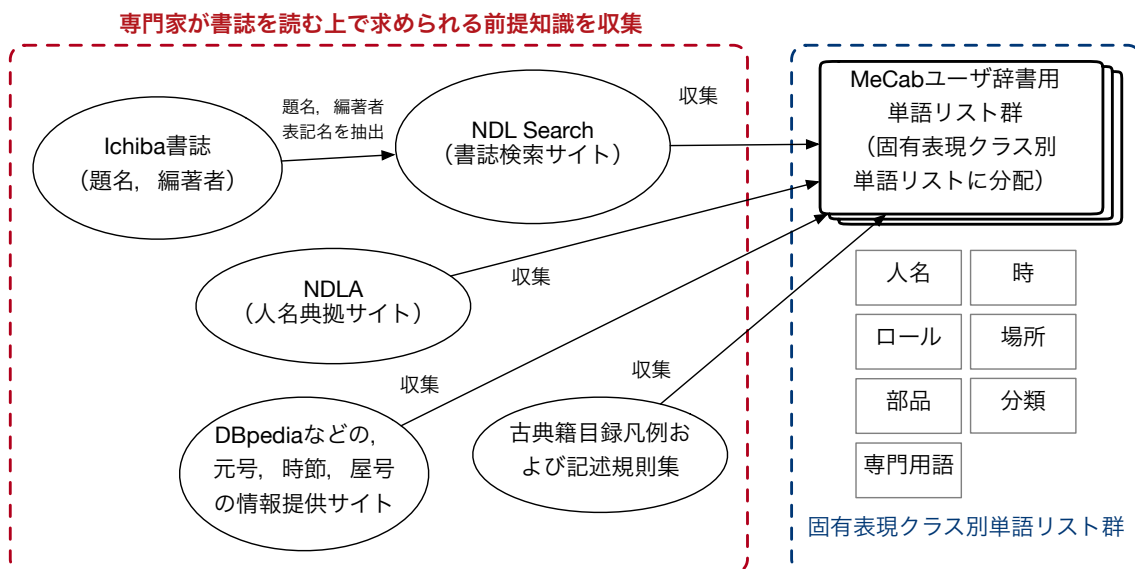 専門家が書誌を読む上で求められる前提知識を収集
Ichiba書誌
（題名，編著者）
題名，編著者
表記名を抽出
NDL Search
（書誌検索サイト）
収集
NDLA
（人名典拠サイト）
収集
DBpediaなどの，
元号，時節，屋号
の情報提供サイト
収集
古典籍目録凡例お
よび記述規則集
収集
MeCabユーザ辞書用
単語リスト群
（固有表現クラス別
単語リストに分配）
人名
時
ロール
場所
部品
分類
専門用語
固有表現クラス別単語リスト群